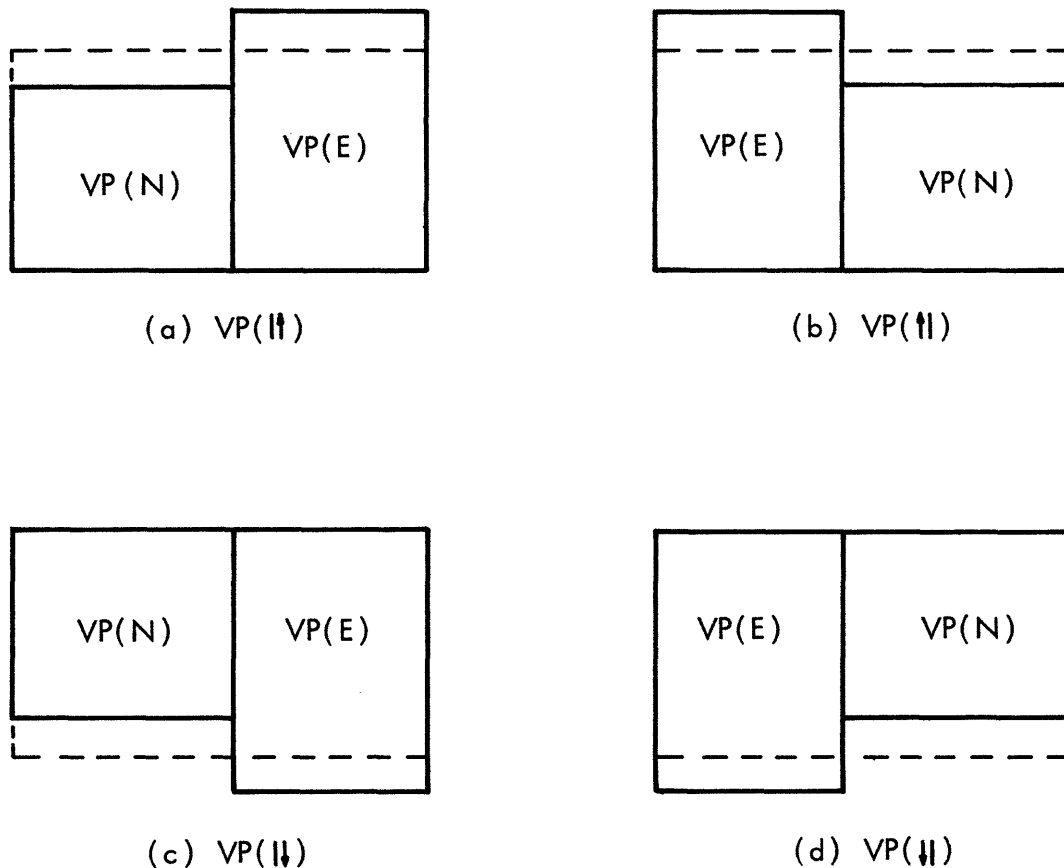 VP(N) VP(E)
VP(E) VP(N)
(a) VP(|↑)
(b) VP(↑|)
VP(N) VP(E)
VP(E) VP(N)
(c) VP(|↓)
(d) VP(↓|)